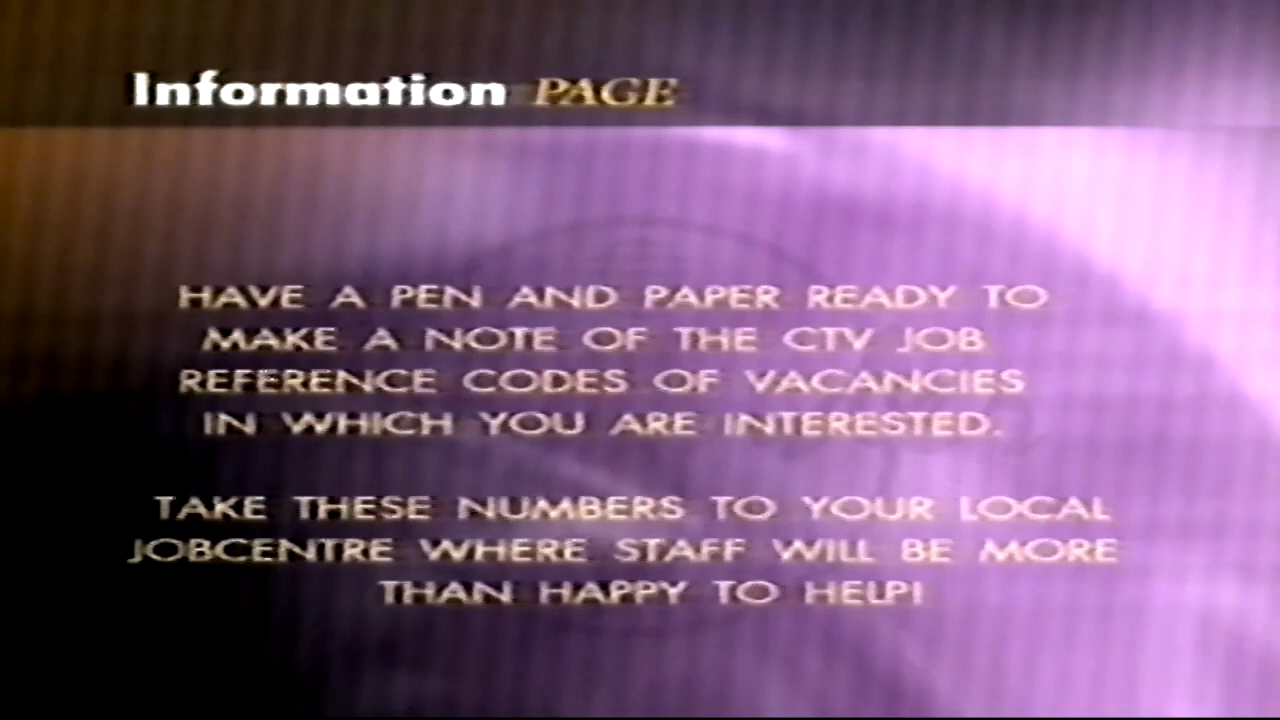 Information PAGE
HAVE A PEN AND PAPER READY TO
MAKE A NOTE OF THE CTV JOB
REFERENCE CODES OF VACANCIES
IN WHICH YOU ARE INTERESTED.
TAKE THESE NUMBERS TO YOUR LOCAL
JOBCENTRE WHERE STAFF WILL BE MORE
THAN HAPPY TO HELP!